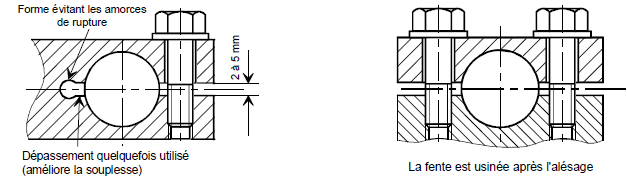 Forme évitant les amorces
de rupture
2 à 5 mm
Dépassement quelquefois utilisé
(améliore la souplesse)
La fente est usinée après l'alésage